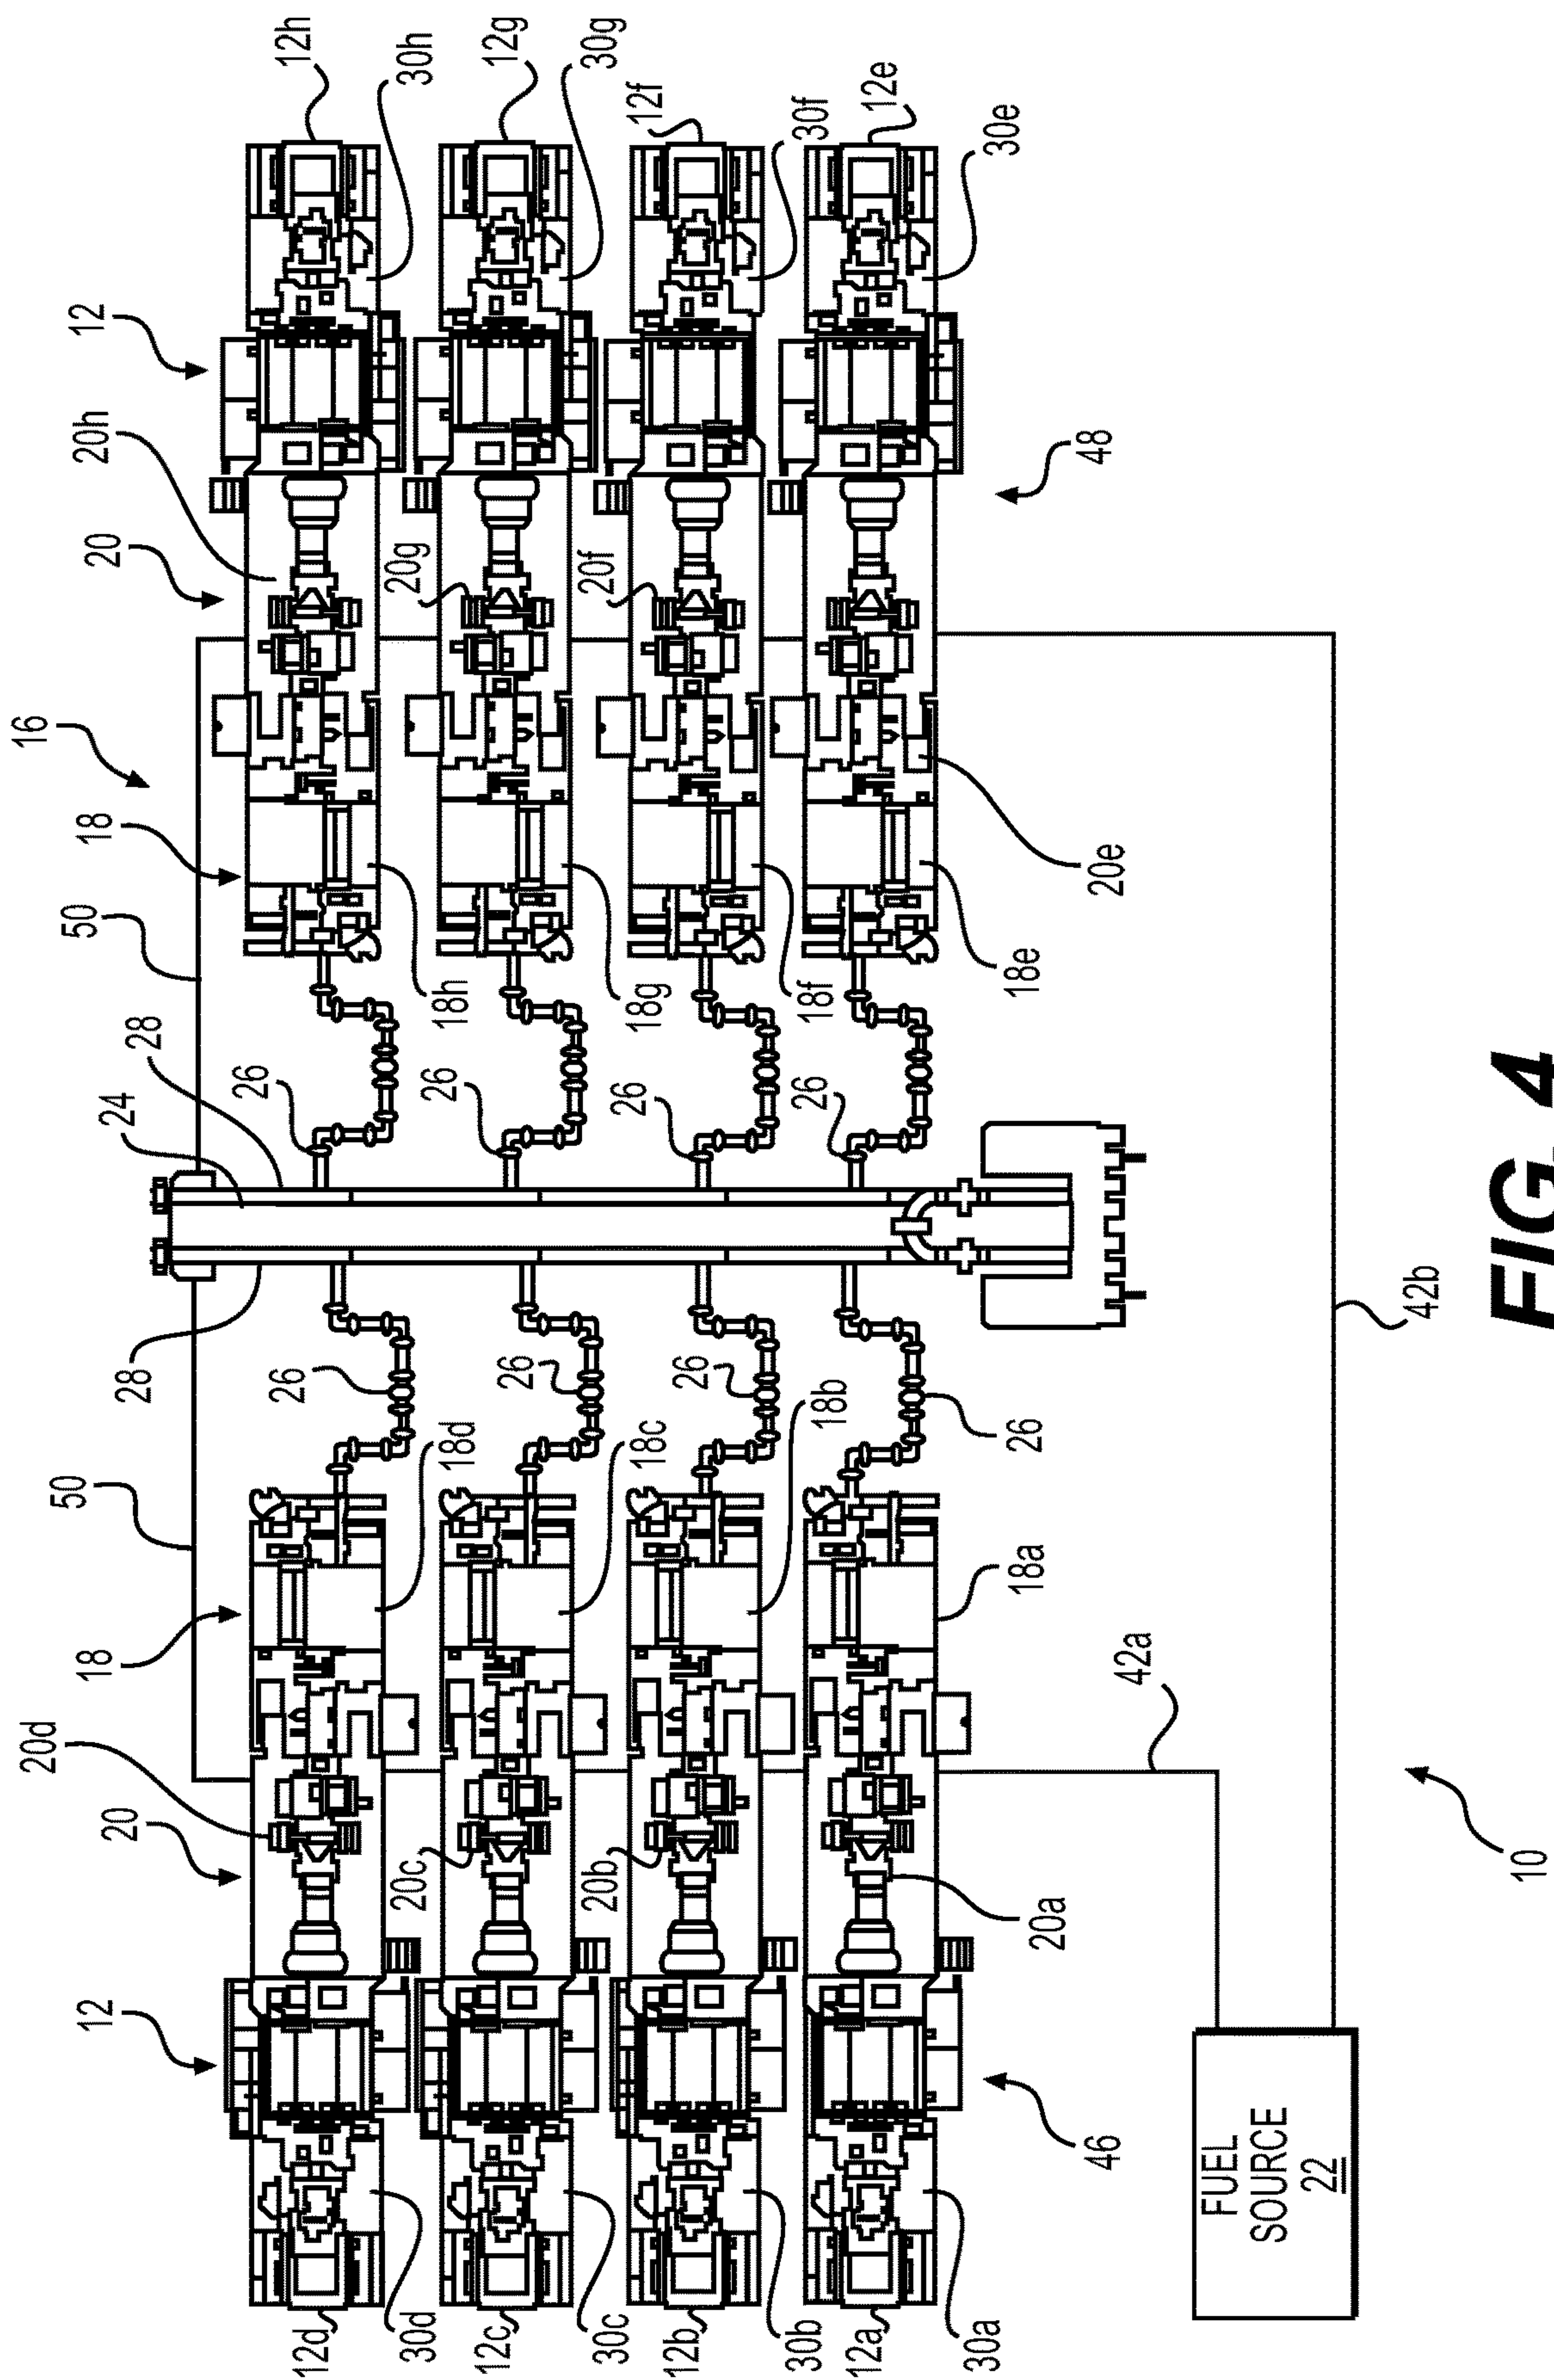 12h
12g
30h
30g
12f
12e
30f
30e
12
20h
48
20
20g
20f
16
18
20e
50
18h
18g
18f
18e
28
24
26
26
26
26
28
26
26
26
26
42b
FIG. 4
50
18d
18c
18b
18a
18
42a
20d
20
20c
20b
20a
10
12
46
FUEL
SOURCE
22
12d
30d
12c
30c
12b
30b
12a
30a